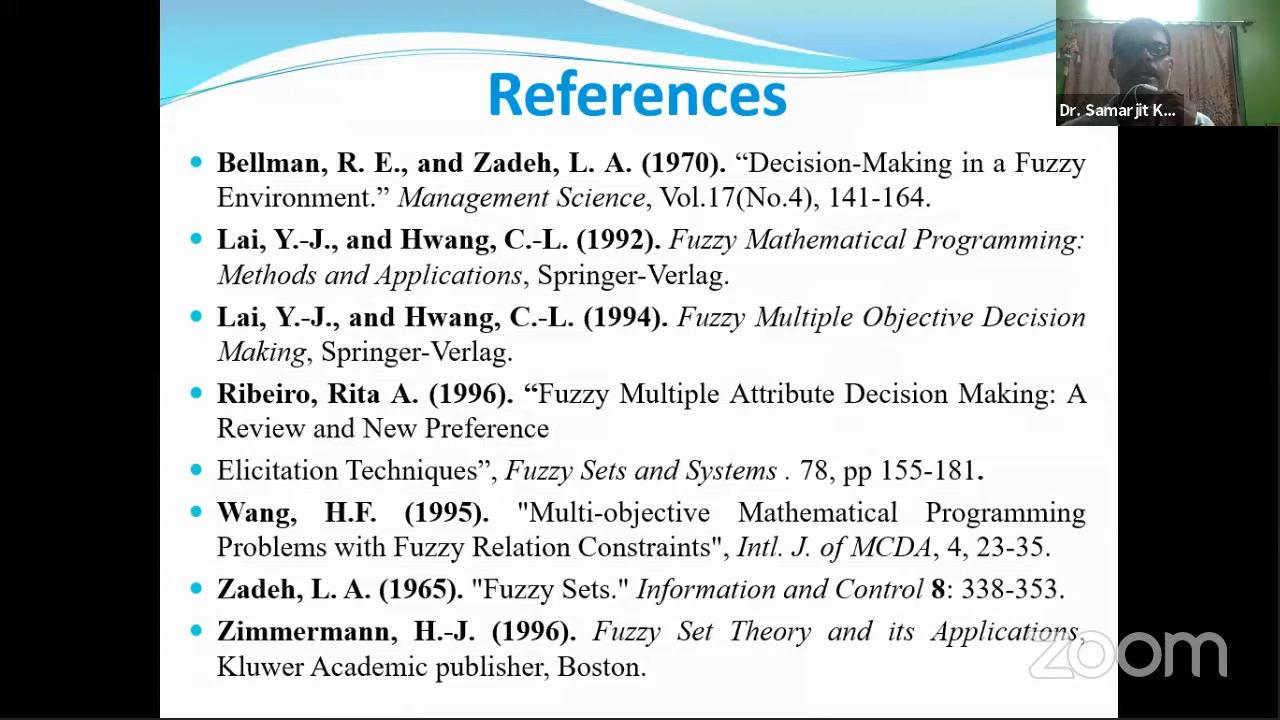 References
Dr. Samarjit K...
• Bellman, R. E., and Zadeh, L. A. (1970). “Decision-Making in a Fuzzy
Environment.” Management Science, Vol.17(No.4), 141-164.
• Lai, Y.-J., and Hwang, C.-L. (1992). Fuzzy Mathematical Programming:
Methods and Applications, Springer-Verlag.
• Lai, Y.-J., and Hwang, C.-L. (1994). Fuzzy Multiple Objective Decision
Making, Springer-Verlag.
• Ribeiro, Rita A. (1996). “Fuzzy Multiple Attribute Decision Making: A
Review and New Preference
• Elicitation Techniques”, Fuzzy Sets and Systems . 78, pp 155-181.
• Wang, H.F. (1995). "Multi-objective Mathematical Programming
Problems with Fuzzy Relation Constraints", Intl. J. of MCDA, 4, 23-35.
• Zadeh, L. A. (1965). "Fuzzy Sets." Information and Control 8: 338-353.
• Zimmermann, H.-J. (1996). Fuzzy Set Theory and its Applications,
Kluwer Academic publisher, Boston.
zoom